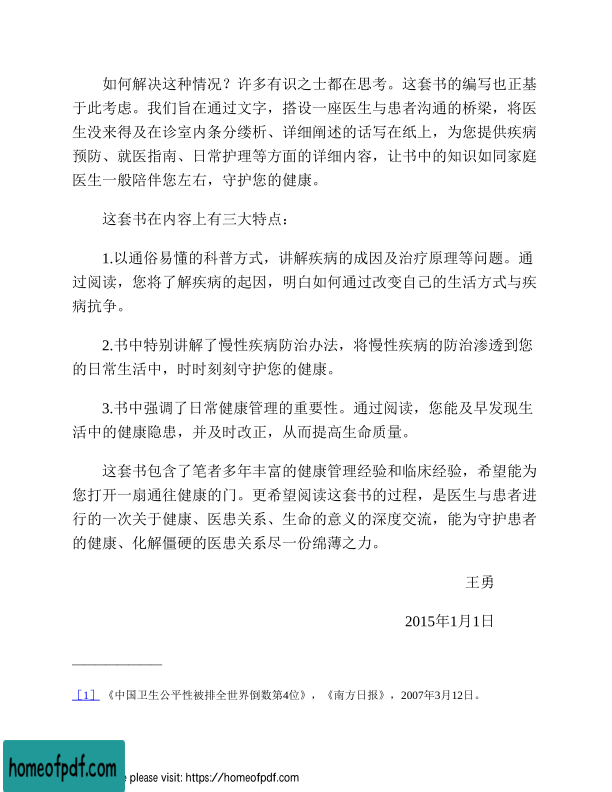 如何解决这种情况？许多有识之士都在思考。这套书的编写也正基
于此考虑。我们旨在通过文字，搭设一座医生与患者沟通的桥梁，将医
生没来得及在诊室内条分缕析、详细阐述的话写在纸上，为您提供疾病
预防、就医指南、日常护理等方面的详细内容，让书中的知识如同家庭
医生一般陪伴您左右，守护您的健康。
这套书在内容上有三大特点：
1.以通俗易懂的科普方式，讲解疾病的成因及治疗原理等问题。通
过阅读，您将了解疾病的起因，明白如何通过改变自己的生活方式与疾
病抗争。
2.书中特别讲解了慢性疾病防治办法，将慢性疾病的防治渗透到您
的日常生活中，时时刻刻守护您的健康。
3.书中强调了日常健康管理的重要性。通过阅读，您能及早发现生
活中的健康隐患，并及时改正，从而提高生命质量。
这套书包含了笔者多年丰富的健康管理经验和临床经验，希望能为
您打开一扇通往健康的门。更希望阅读这套书的过程，是医生与患者进
行的一次关于健康、医患关系、生命的意义的深度交流，能为守护患者
的健康、化解僵硬的医患关系尽一份绵薄之力。
王勇
2015年1月1日
［1］ 《中国卫生公平性被排全世界倒数第4位》，《南方日报》，2007年3月12日。
homeofpdf.com
please visit: https://homeofpdf.com